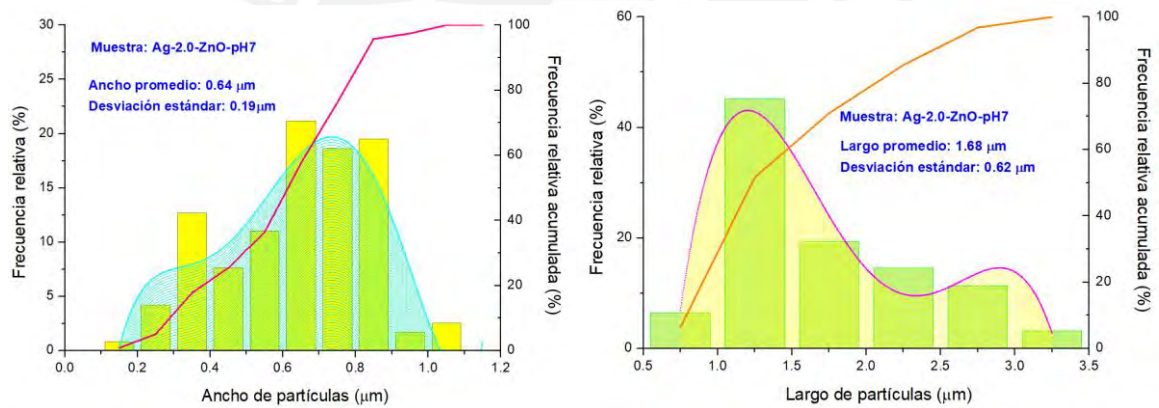 30
25
20
15
10
5
0
100
80
60
40
20
0
0.0 0.2 0.4 0.6 0.8 1.0 1.2
Frecuencia relativa (%)
Frecuencia relativa acumulada (%)
Ancho de partículas (μm)
Muestra: Ag-2.0-ZnO-pH7
Ancho promedio: 0.64 μm
Desviación estándar: 0.19μm
60
40
20
0
100
80
60
40
20
0
0.5 1.0 1.5 2.0 2.5 3.0 3.5
Frecuencia relativa (%)
Frecuencia relativa acumulada (%)
Largo de partículas (μm)
Muestra: Ag-2.0-ZnO-pH7
Largo promedio: 1.68 μm
Desviación estándar: 0.62 μm